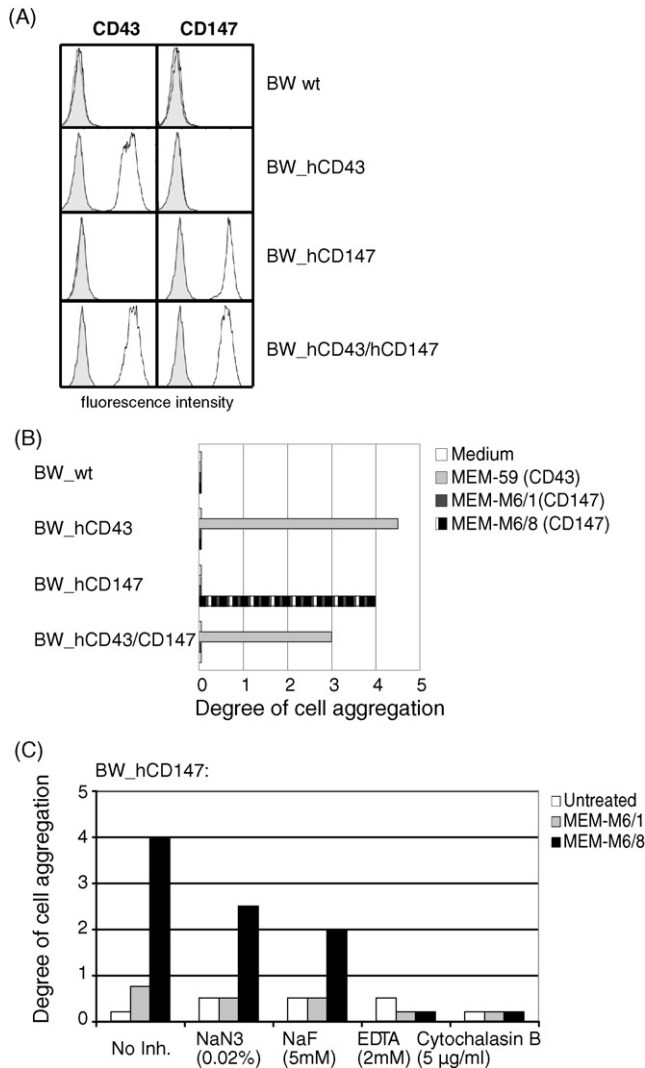 (A)
CD43 CD147
BW wt
BW_hCD43
BW_hCD147
BW_hCD43/hCD147
fluorescence intensity
(B)
BW_wt
BW_hCD43
BW_hCD147
BW_hCD43/CD147
0 1 2 3 4 5
Degree of cell aggregation
Medium
MEM-59 (CD43)
MEM-M6/1(CD147)
MEM-M6/8 (CD147)
(C)
BW_hCD147:
Degree of cell aggregation
5
4
3
2
1
0
No Inh.
NaN3
(0.02%)
NaF
(5mM)
EDTA
(2mM)
Cytochalasin B
(5 µg/ml)
Untreated
MEM-M6/1
MEM-M6/8